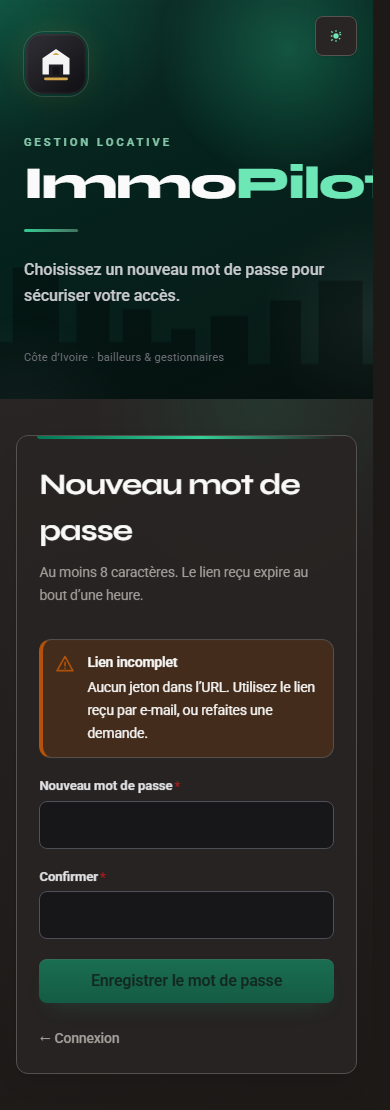 GESTION LOCATIVE
ImmoPilot
Choisissez un nouveau mot de passe pour
sécuriser votre accès.
Côte d'Ivoire · bailleurs & gestionnaires
Nouveau mot de
passe
Au moins 8 caractères. Le lien reçu expire au
bout d'une heure.
Lien incomplet
Aucun jeton dans l'URL. Utilisez le lien
reçu par e-mail, ou refaites une
demande.
Nouveau mot de passe *
Confirmer *
Enregistrer le mot de passe
← Connexion